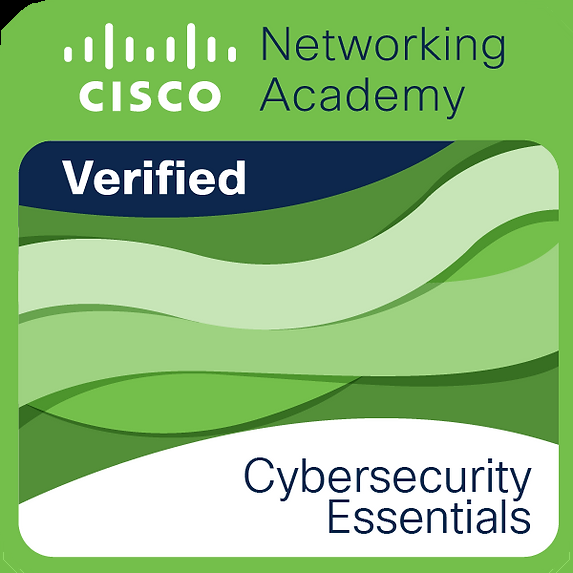 Networking
CISCO Academy
Verified
Cybersecurity
Essentials